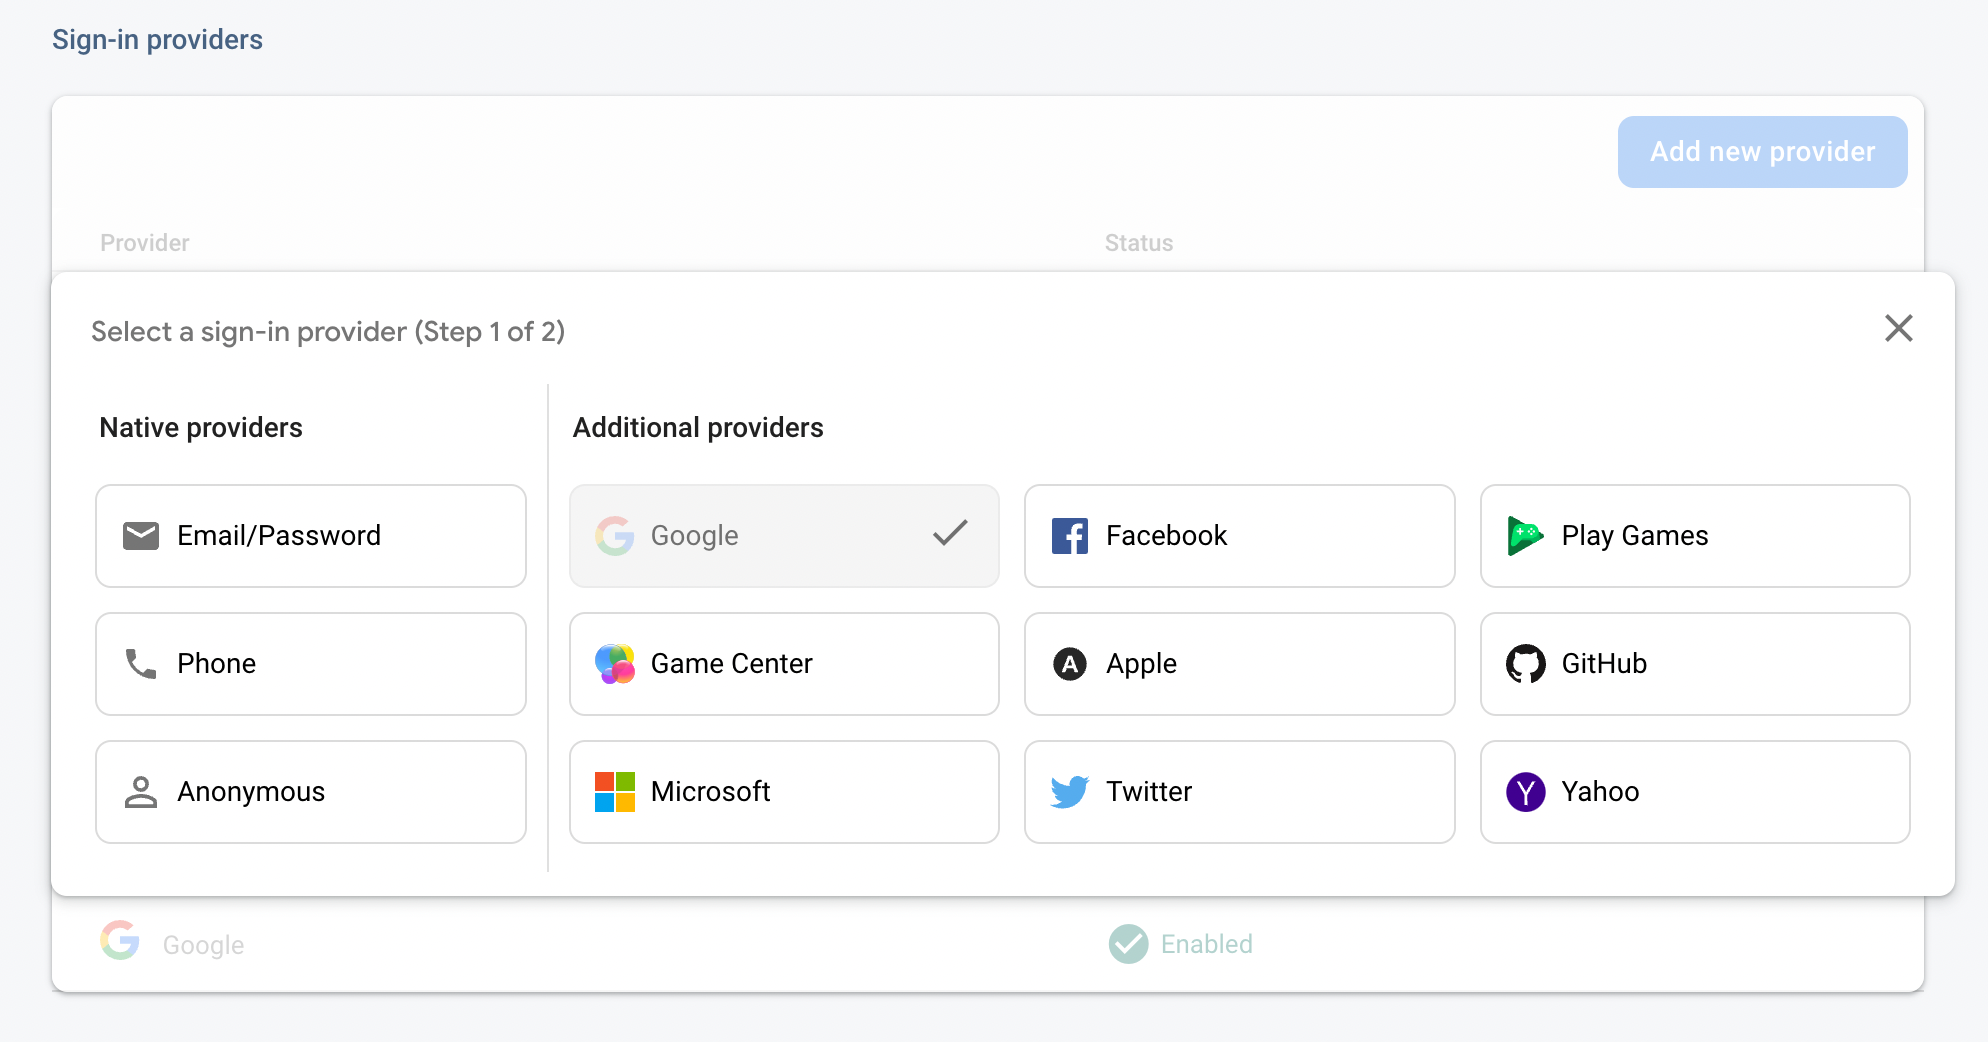 Sign-in providers
Add new provider
Provider Status
Select a sign-in provider (Step 1 of 2)
Native providers Additional providers
Email/Password Google Facebook Play Games
Phone Game Center Apple GitHub
Anonymous Microsoft Twitter Yahoo
Google Enabled